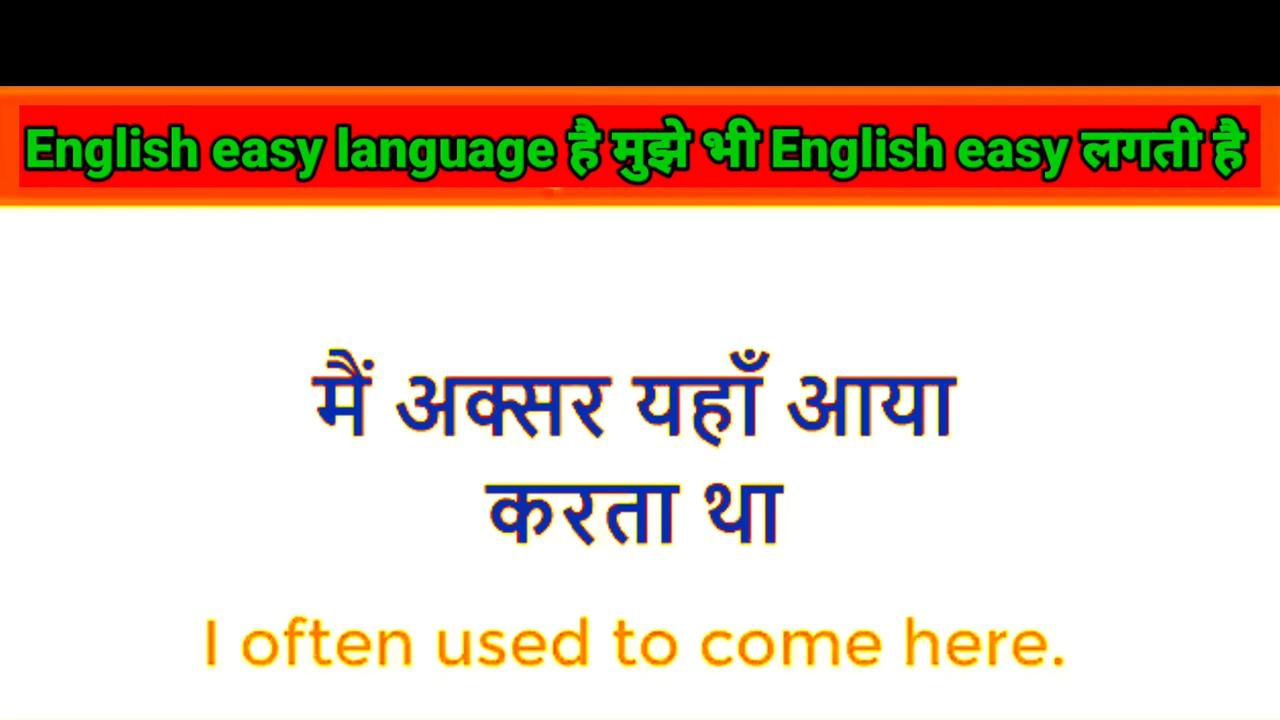 English easy language है मुझे भी English easy लगती है
मैं अक्सर यहाँ आया
करता था
I often used to come here.